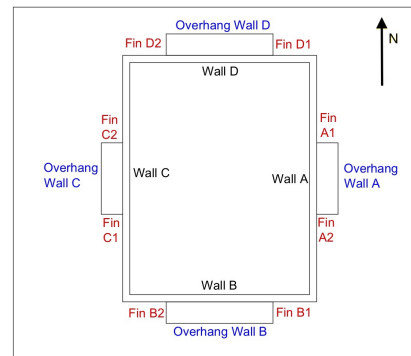 Overhang Wall D
Fin D2
Fin D1
N
Wall D
Fin
C2
Fin
A1
Overhang
Wall C
Wall C
Wall A
Overhang
Wall A
Fin
C1
Fin
A2
Wall B
Fin B2
Fin B1
Overhang Wall B